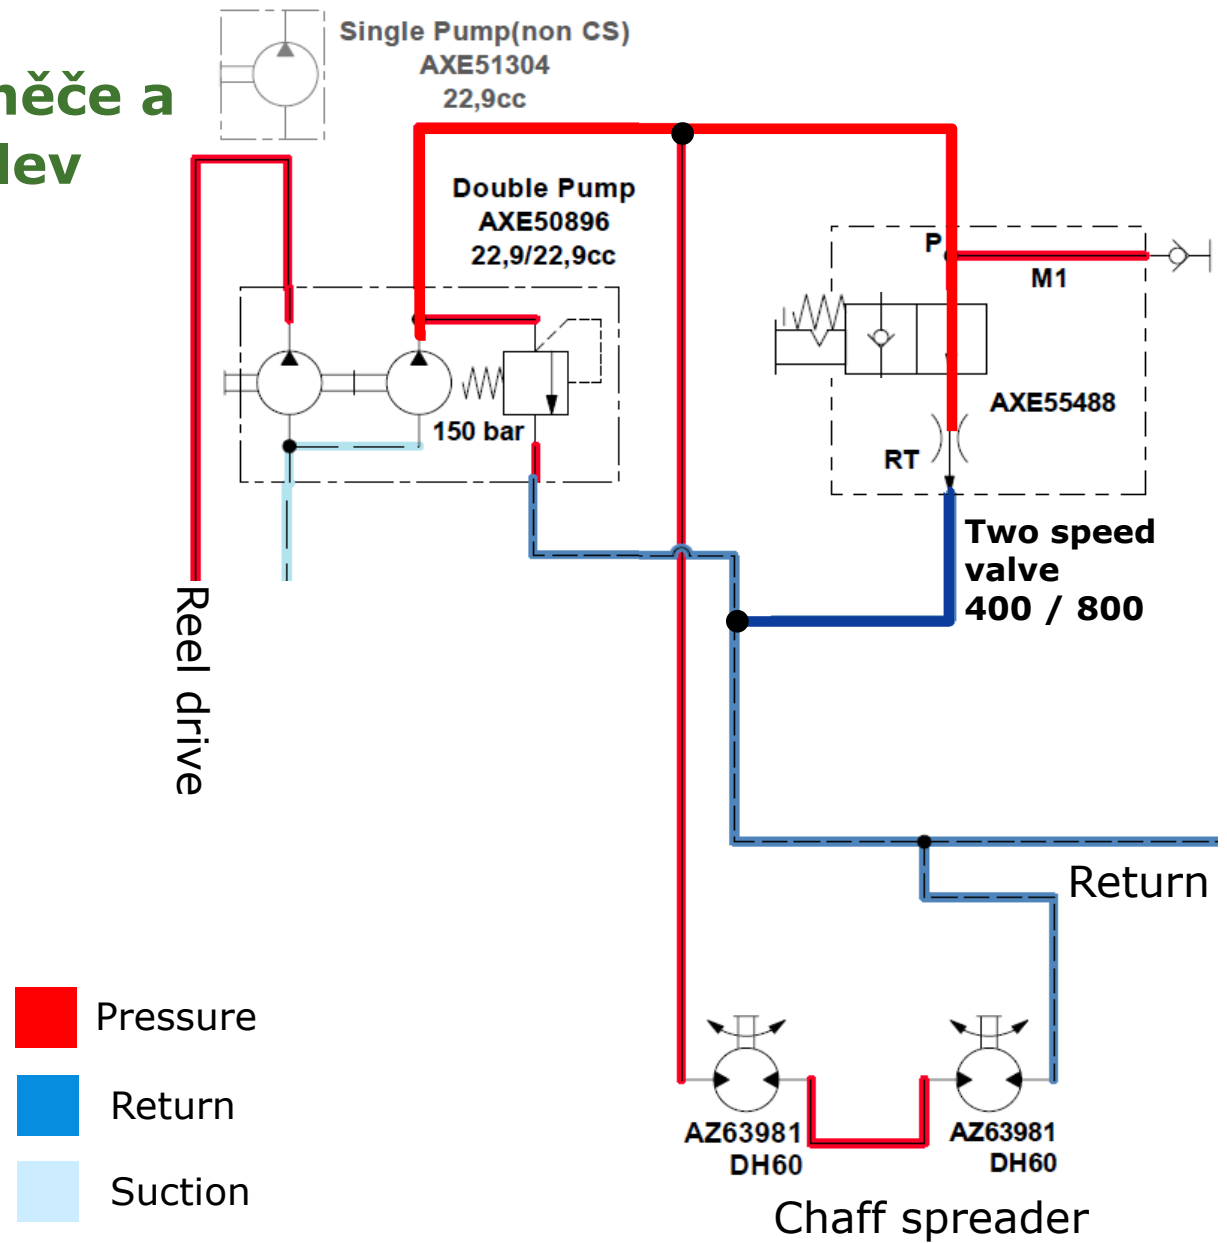 něče a
lev
Single Pump(non CS)
AXE51304
22,9cc
Double Pump
AXE50896
22,9/22,9cc
P
M1
150 bar
AXE55488
RT
Two speed
valve
400 / 800
Reel drive
Return
Pressure
Return
Suction
AZ63981
DH60
AZ63981
DH60
Chaff spreader